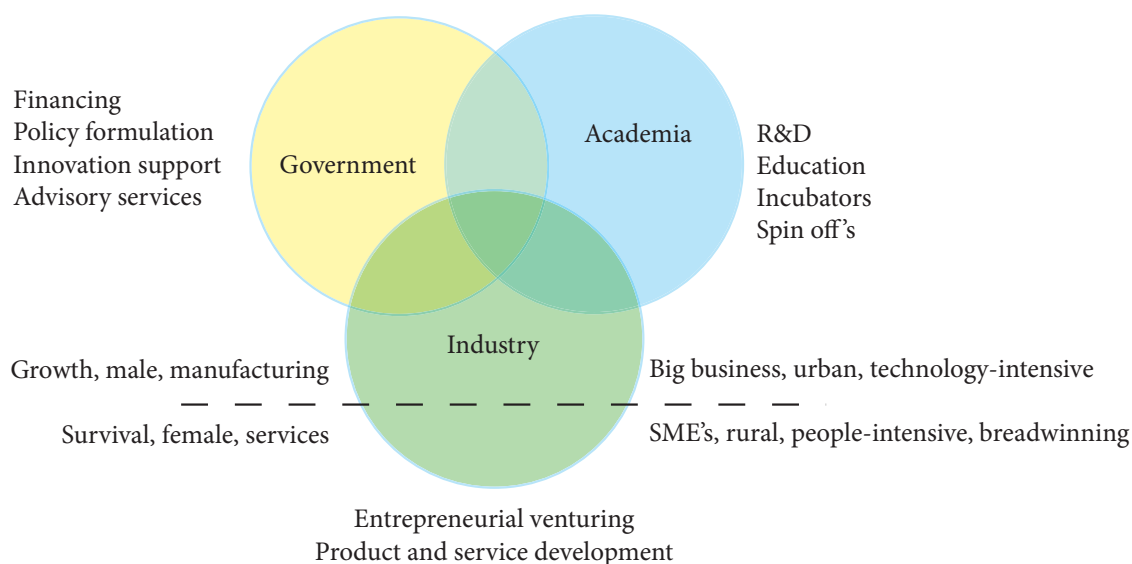 Financing
Policy formulation
Innovation support
Advisory services
Government
Academia
R&D
Education
Incubators
Spin off's
Industry
Growth, male, manufacturing
Big business, urban, technology-intensive
Survival, female, services
SME's, rural, people-intensive, breadwinning
Entrepreneurial venturing
Product and service development